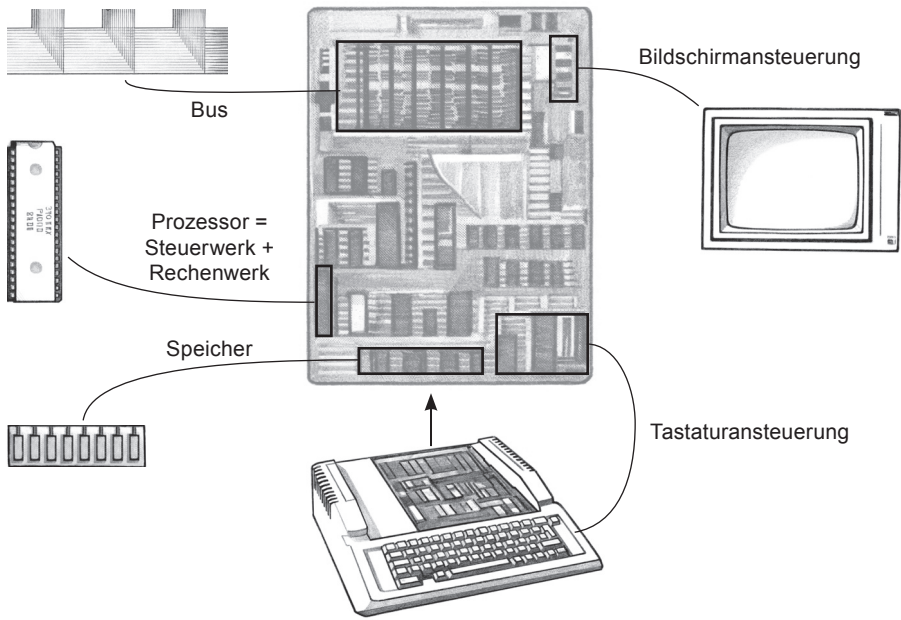 Bildschirmansteuerung
Bus
Prozessor =
Steuerwerk +
Rechenwerk
Speicher
Tastaturansteuerung